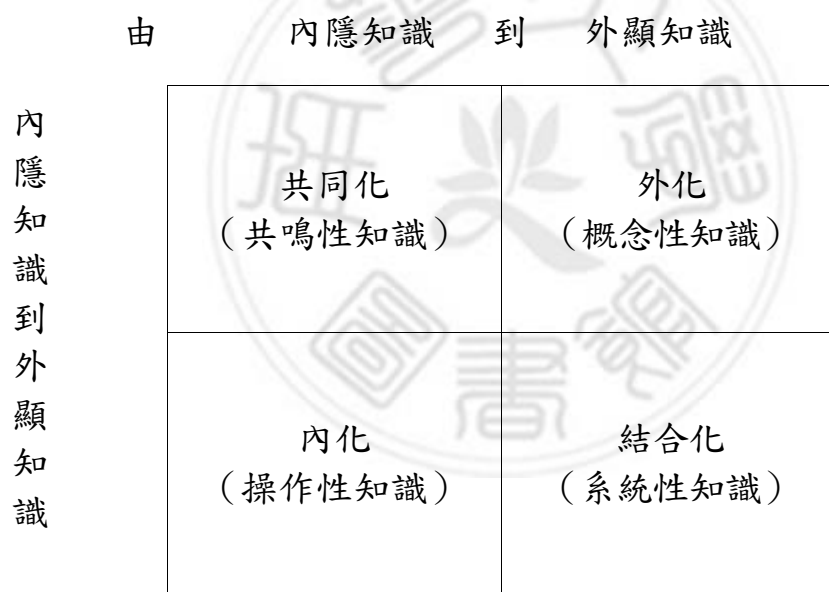 由 內隱知識 到 外顯知識
內隱知識到外顯知識
共同化 外化
（共鳴性知識） （概念性知識）
內化 結合化
（操作性知識） （系統性知識）